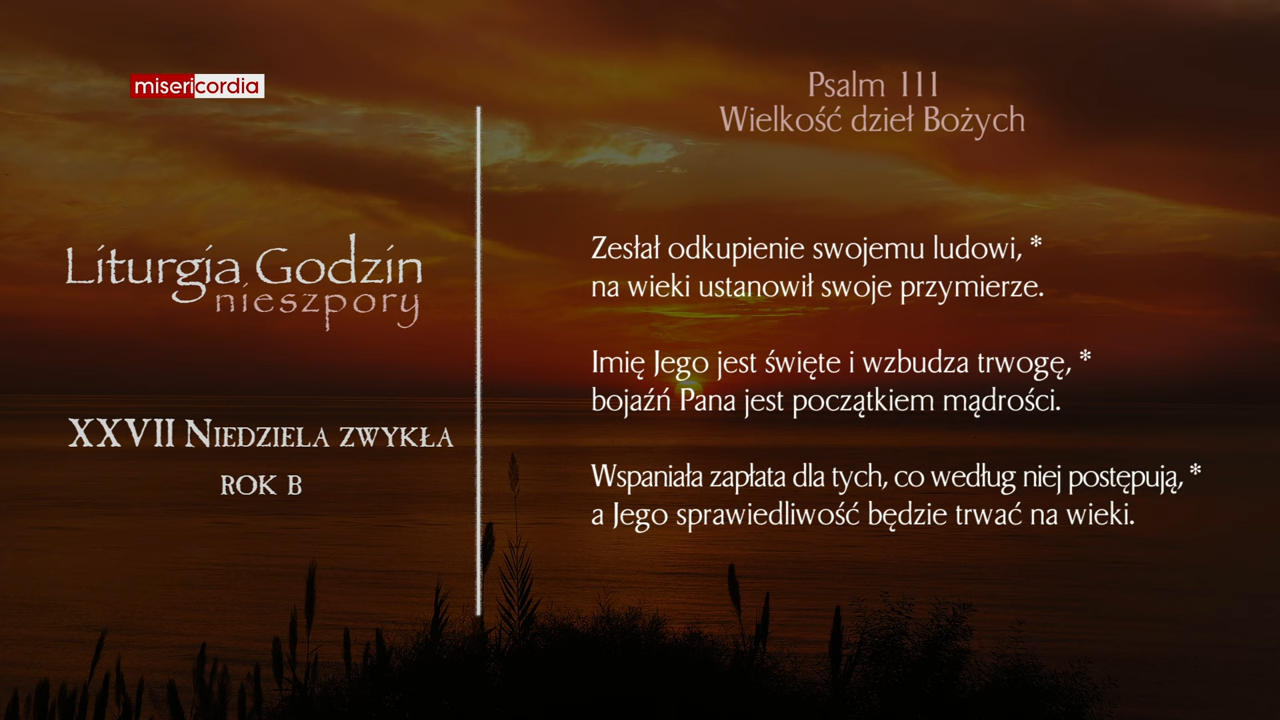 misericordia
Liturgia Godzin
nieszpory
XXVII Niedziela zwykła
rok B
Psalm 111
Wielkość dzieł Bożych
Zesłał odkupienie swojemu ludowi, *
na wieki ustanowił swoje przymierze.
Imię Jego jest święte i wzbudza trwogę, *
bojaźń Pana jest początkiem mądrości.
Wspaniała zapłata dla tych, co według niej postępują, *
a Jego sprawiedliwość będzie trwać na wieki.